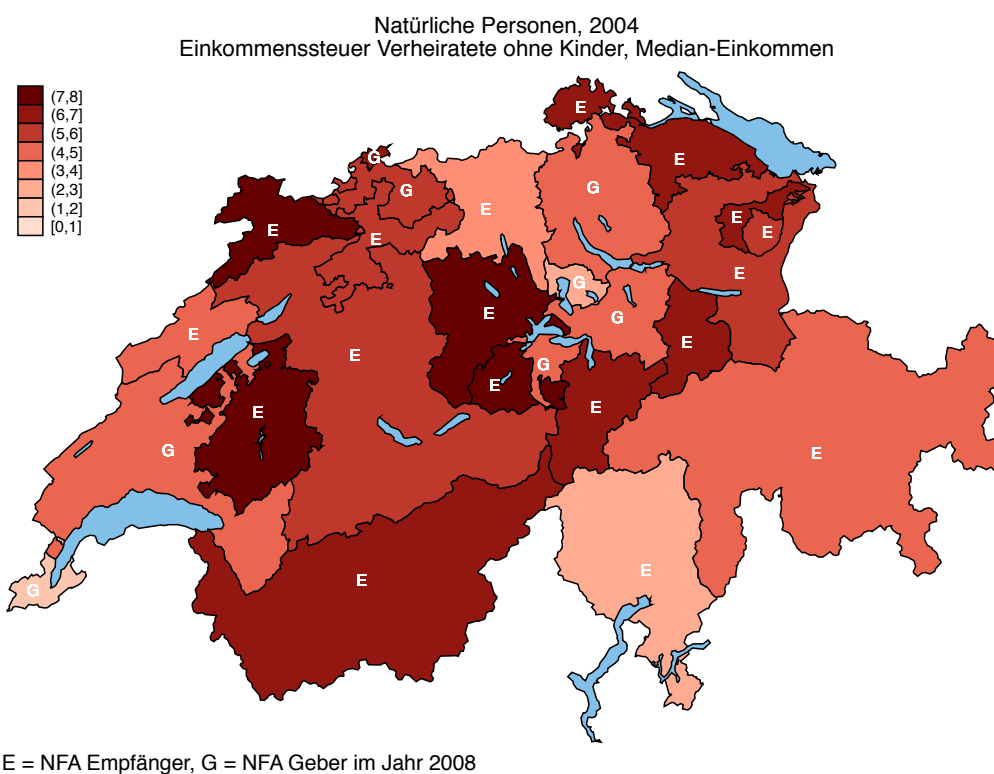 Natürliche Personen, 2004
Einkommenssteuer Verheiratete ohne Kinder, Median-Einkommen
(7,8]
(6,7]
(5,6]
(4,5]
(3,4]
(2,3]
(1,2]
[0,1]
E
G
E
G
G
E
E
E
E
E
E
G
E
G
E
E
E
G
E
E
E
E
G
E
E
E
G
E = NFA Empfänger, G = NFA Geber im Jahr 2008